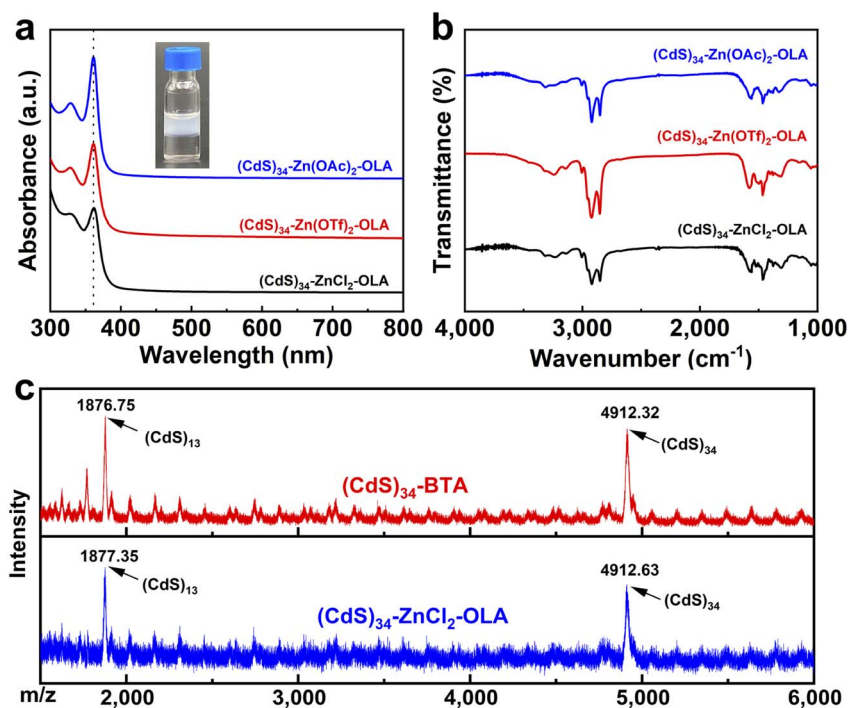 a
Absorbance (a.u.)
(CdS)₃₄-Zn(OAc)₂-OLA
(CdS)₃₄-Zn(OTf)₂-OLA
(CdS)₃₄-ZnCl₂-OLA
300 400 500 600 700 800
Wavelength (nm)
b
Transmittance (%)
(CdS)₃₄-Zn(OAc)₂-OLA
(CdS)₃₄-Zn(OTf)₂-OLA
(CdS)₃₄-ZnCl₂-OLA
4,000 3,000 2,000 1,000
Wavenumber (cm⁻¹)
c
Intensity
1876.75
(CdS)₁₃
4912.32
(CdS)₃₄
(CdS)₃₄-BTA
1877.35
(CdS)₁₃
4912.63
(CdS)₃₄
(CdS)₃₄-ZnCl₂-OLA
m/z 2,000 3,000 4,000 5,000 6,000